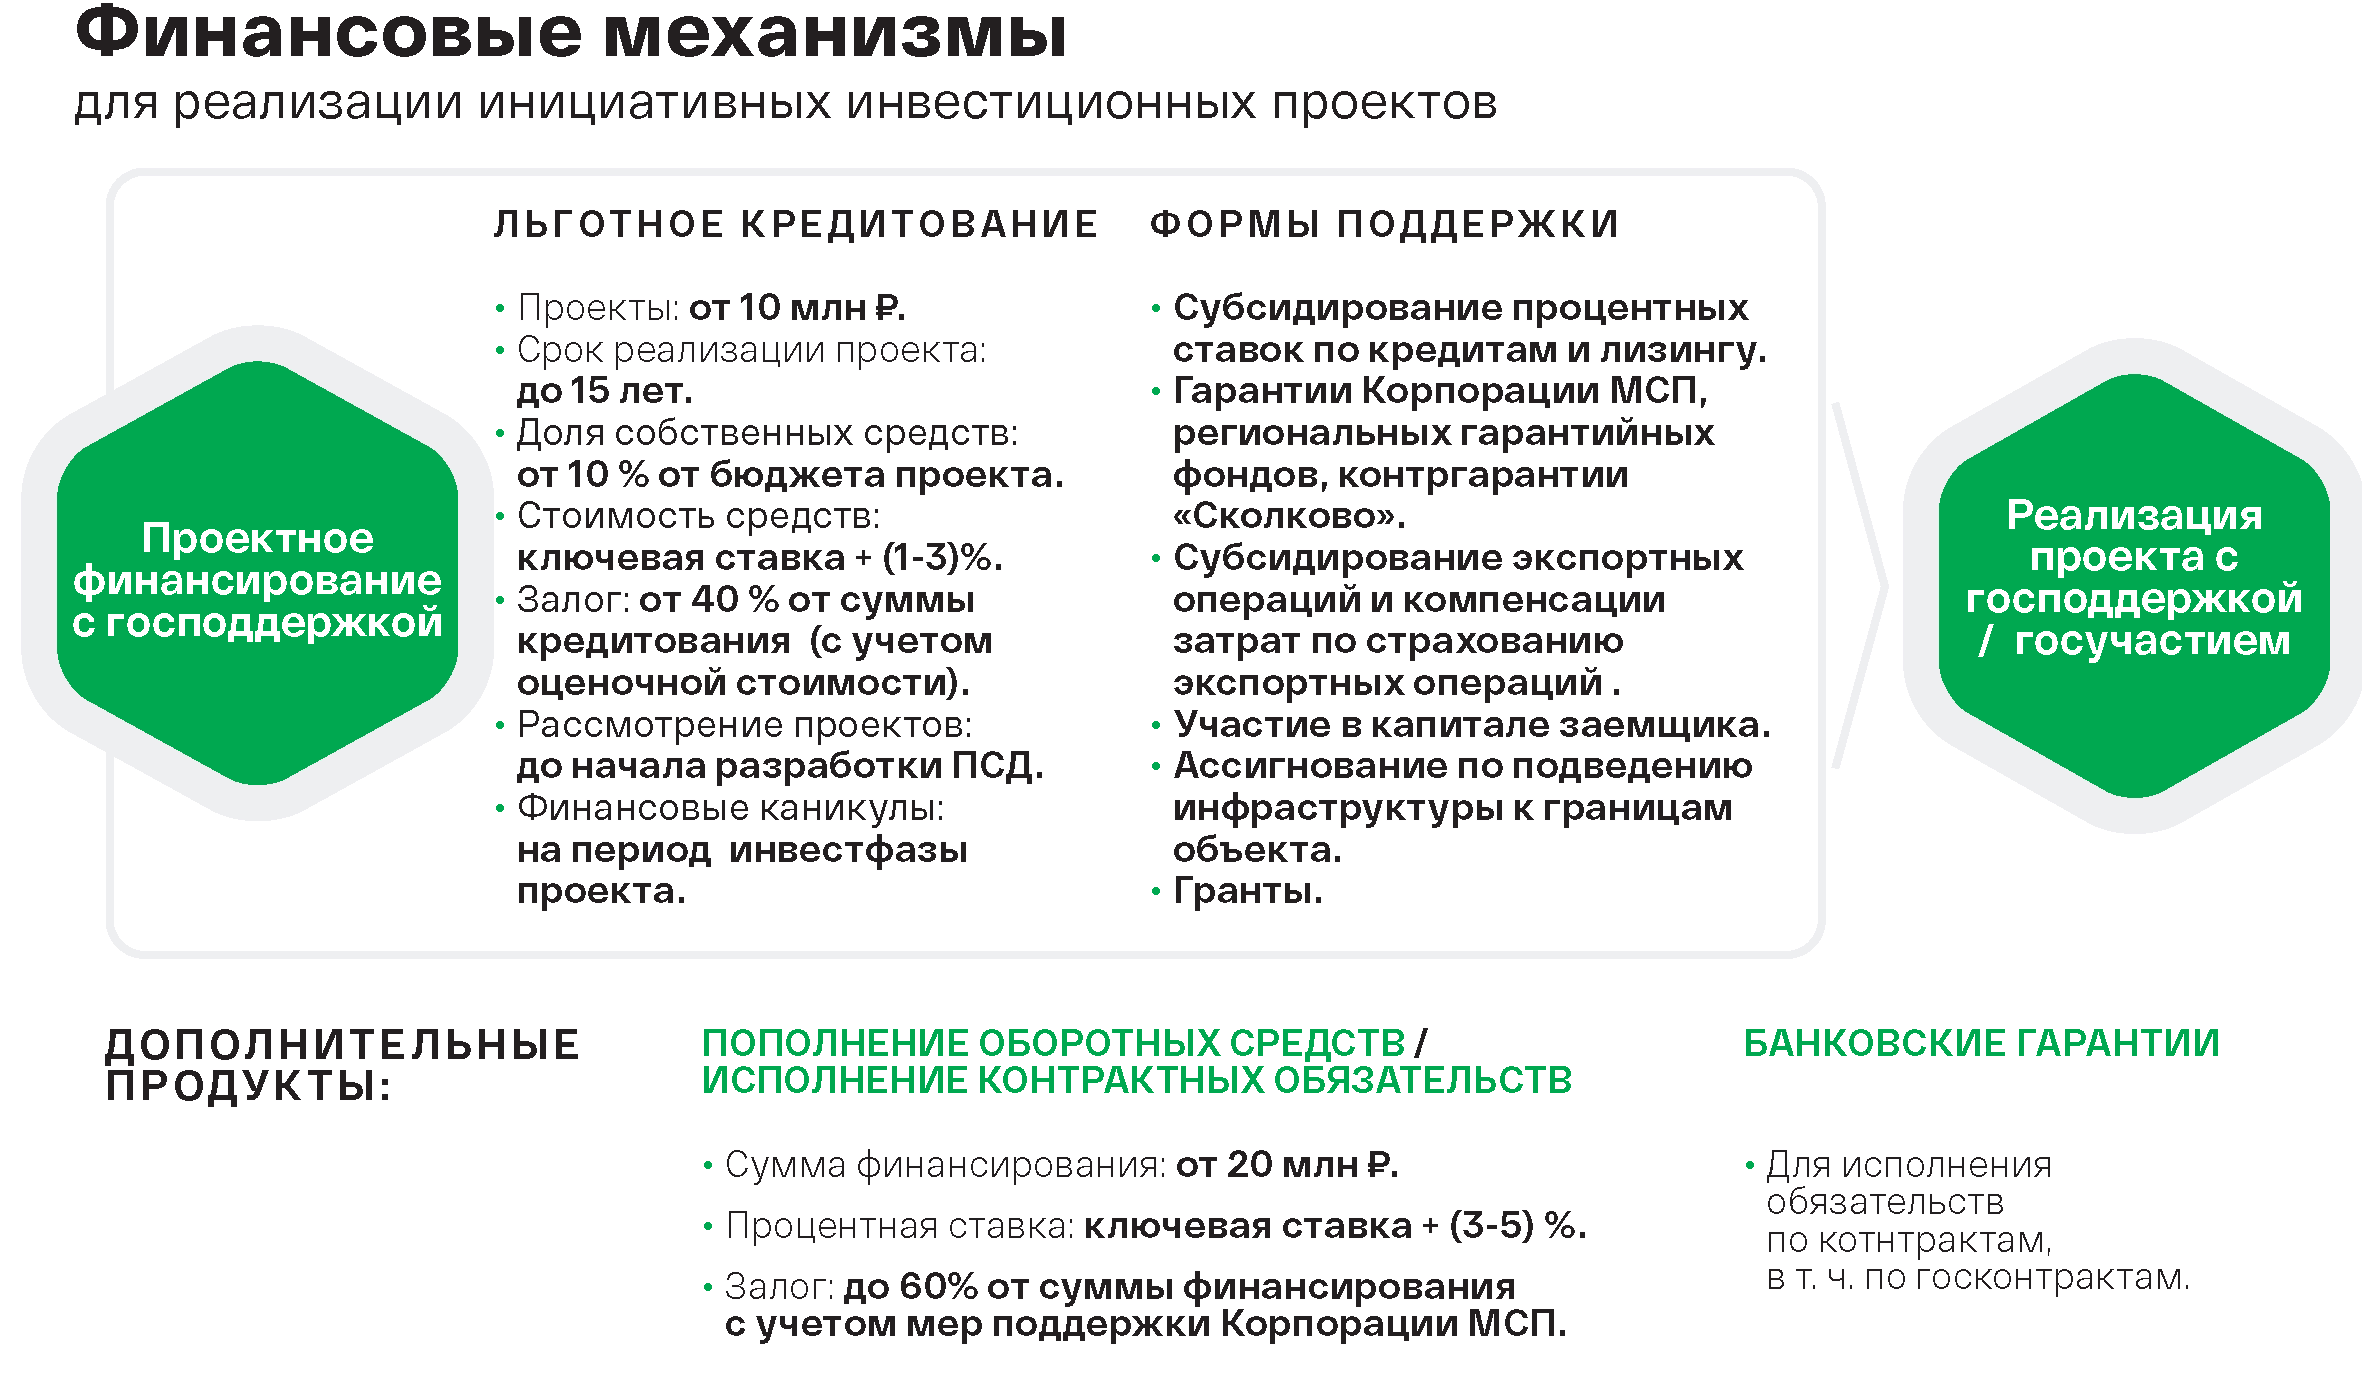 Финансовые механизмы
для реализации инициативных инвестиционных проектов
Проектное
финансирование
с господдержкой
ЛЬГОТНОЕ КРЕДИТОВАНИЕ
• Проекты: от 10 млн ₽.
• Срок реализации проекта:
до 15 лет.
• Доля собственных средств:
от 10 % от бюджета проекта.
• Стоимость средств:
ключевая ставка + (1-3)%.
• Залог: от 40 % от суммы
кредитования (с учетом
оценочной стоимости).
• Рассмотрение проектов:
до начала разработки ПСД.
• Финансовые каникулы:
на период инвестфазы
проекта.
ФОРМЫ ПОДДЕРЖКИ
• Субсидирование процентных
ставок по кредитам и лизингу.
• Гарантии Корпорации МСП,
региональных гарантийных
фондов, контргарантии
«Сколково».
• Субсидирование экспортных
операций и компенсации
затрат по страхованию
экспортных операций .
• Участие в капитале заемщика.
• Ассигнование по подведению
инфраструктуры к границам
объекта.
• Гранты.
Реализация
проекта с
господдержкой
/ госучастием
ДОПОЛНИТЕЛЬНЫЕ
ПРОДУКТЫ:
ПОПОЛНЕНИЕ ОБОРОТНЫХ СРЕДСТВ /
ИСПОЛНЕНИЕ КОНТРАКТНЫХ ОБЯЗАТЕЛЬСТВ
• Сумма финансирования: от 20 млн ₽.
• Процентная ставка: ключевая ставка + (3-5) %.
• Залог: до 60% от суммы финансирования
с учетом мер поддержки Корпорации МСП.
БАНКОВСКИЕ ГАРАНТИИ
• Для исполнения
обязательств
по котнтрактам,
в т. ч. по госконтрактам.